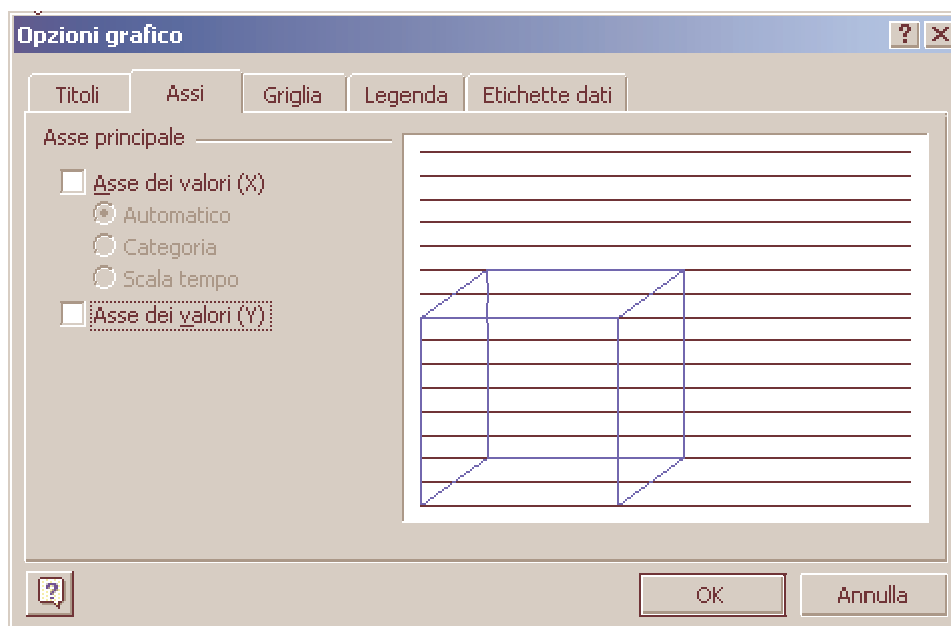 Opzioni grafico
Titoli Assi Griglia Legenda Etichette dati
Asse principale
Asse dei valori (X)
Automatico
Categoria
Scala tempo
Asse dei valori (Y)
OK Annulla